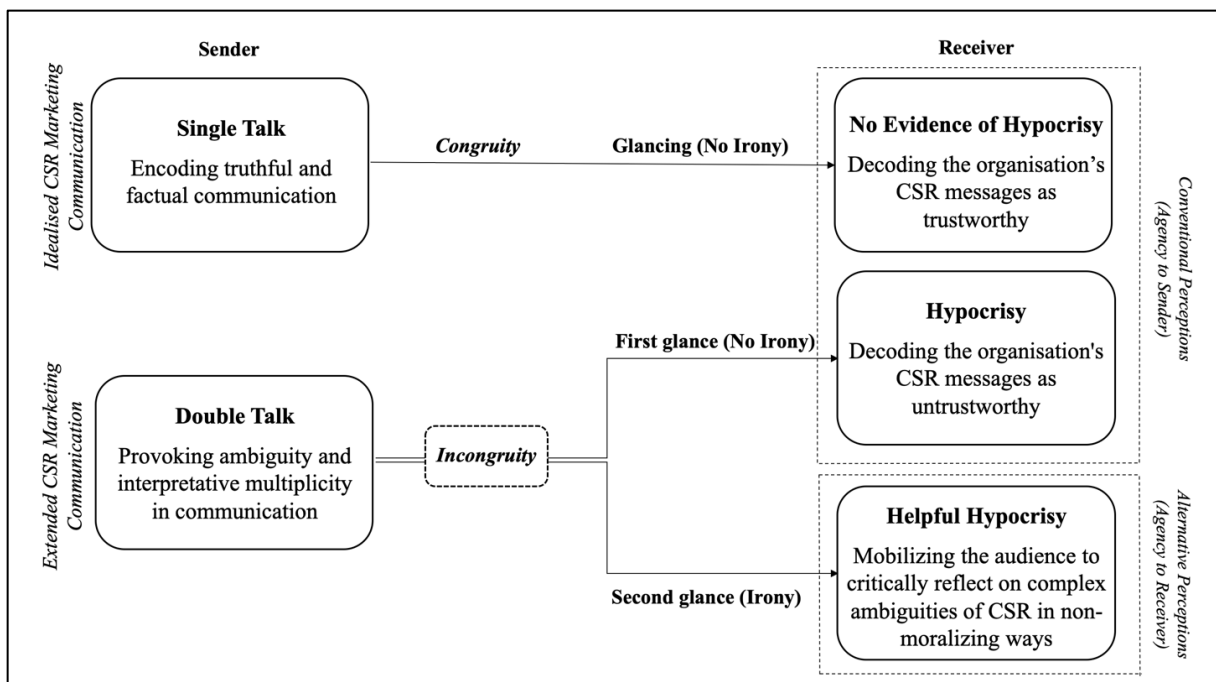 Sender
Receiver
Idealised CSR Marketing
Communication
Single Talk
Encoding truthful and
factual communication
Congruity
Glancing (No Irony)
No Evidence of Hypocrisy
Decoding the organisation’s
CSR messages as
trustworthy
Conventional Perceptions
(Agency to Sender)
Hypocrisy
Decoding the organisation's
CSR messages as
untrustworthy
First glance (No Irony)
Extended CSR Marketing
Communication
Double Talk
Provoking ambiguity and
interpretative multiplicity
in communication
Incongruity
Second glance (Irony)
Helpful Hypocrisy
Mobilizing the audience to
critically reflect on complex
ambiguities of CSR in non-
moralizing ways
Alternative Perceptions
(Agency to Receiver)